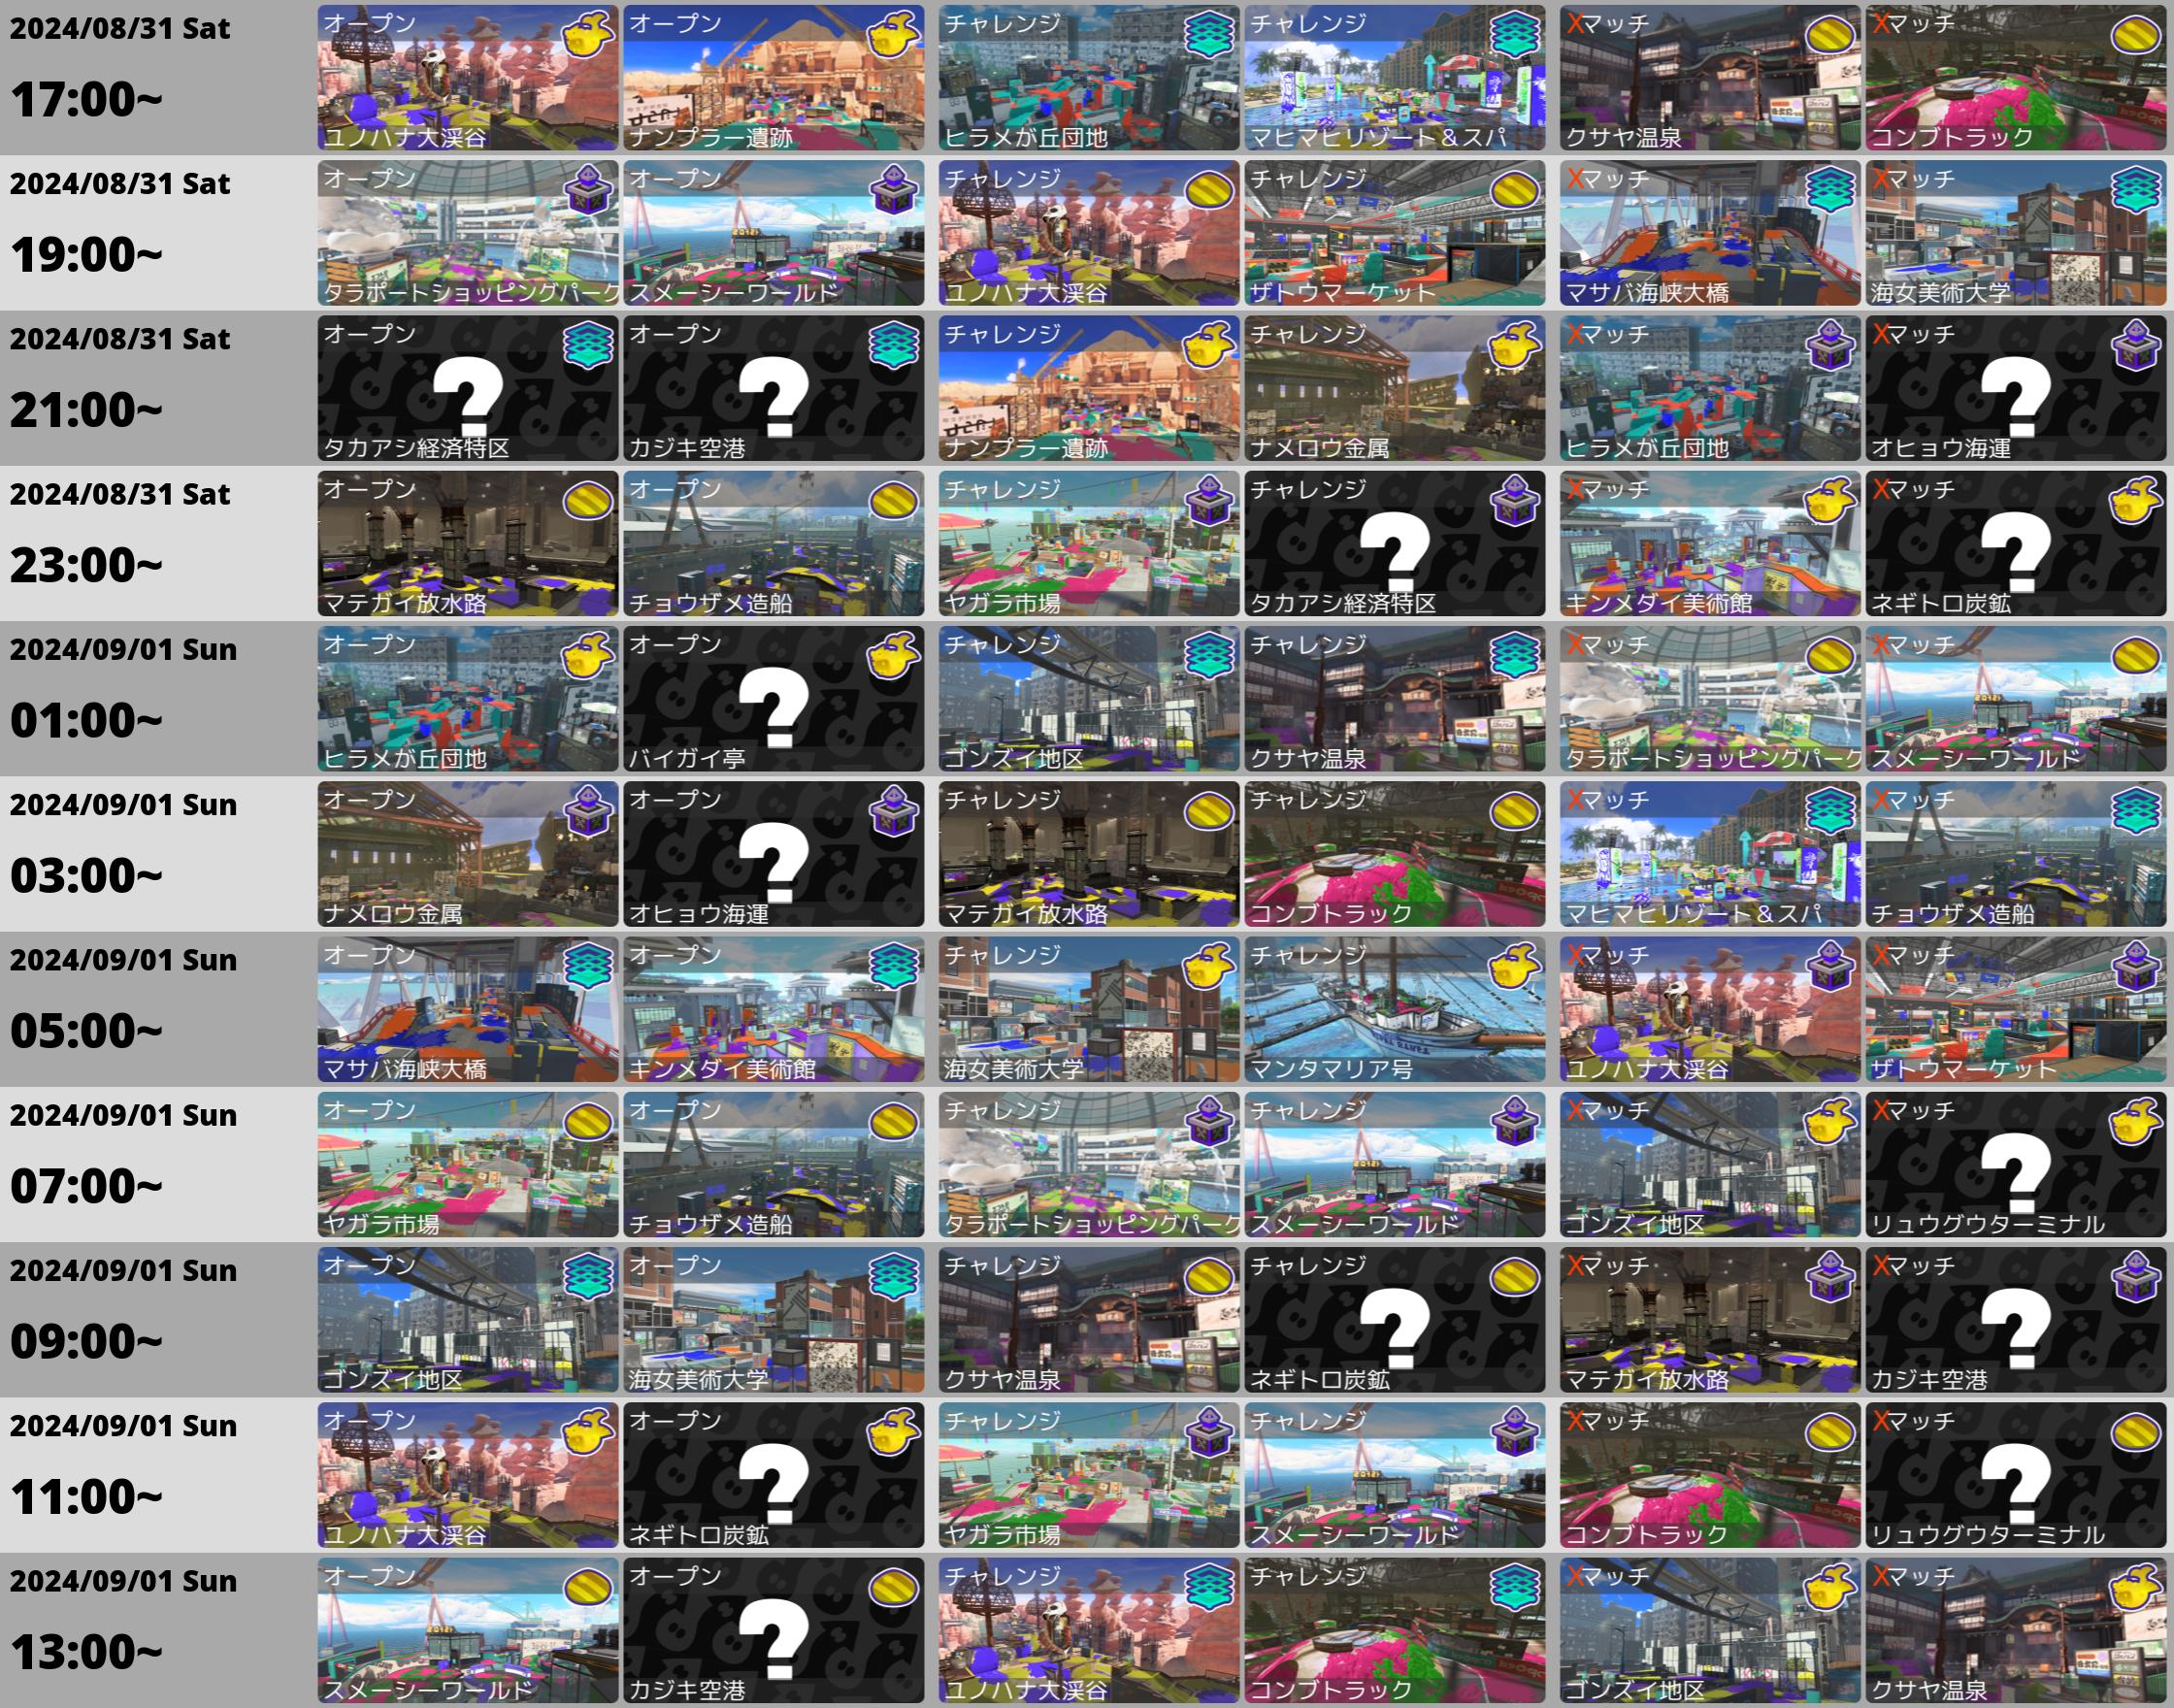 2024/08/31 Sat
17:00~
オープン オープン チャレンジ チャレンジ Xマッチ Xマッチ
ユノハナ大渓谷 ナンプラー遺跡 ヒラメが丘団地 マヒマヒリゾート＆スパ クサヤ温泉 コンブトラック
2024/08/31 Sat
19:00~
オープン オープン チャレンジ チャレンジ Xマッチ Xマッチ
タラポートショッピングパーク スメーシーワールド ユノハナ大渓谷 ザトウマーケット マサバ海峡大橋 海女美術大学
2024/08/31 Sat
21:00~
オープン オープン チャレンジ チャレンジ Xマッチ Xマッチ
? ? ?
タカアシ経済特区 カジキ空港 ナンプラー遺跡 ナメロウ金属 ヒラメが丘団地 オヒョウ海運
2024/08/31 Sat
23:00~
オープン オープン チャレンジ チャレンジ Xマッチ Xマッチ
? ?
マテガイ放水路 チョウザメ造船 ヤガラ市場 タカアシ経済特区 キンメダイ美術館 ネギトロ炭鉱
2024/09/01 Sun
01:00~
オープン オープン チャレンジ チャレンジ Xマッチ Xマッチ
?
ヒラメが丘団地 バイガイ亭 ゴンズイ地区 クサヤ温泉 タラポートショッピングパーク スメーシーワールド
2024/09/01 Sun
03:00~
オープン オープン チャレンジ チャレンジ Xマッチ Xマッチ
?
ナメロウ金属 オヒョウ海運 マテガイ放水路 コンブトラック マヒマヒリゾート＆スパ チョウザメ造船
2024/09/01 Sun
05:00~
オープン オープン チャレンジ チャレンジ Xマッチ Xマッチ
マサバ海峡大橋 キンメダイ美術館 海女美術大学 マンタマリア号 ユノハナ大渓谷 ザトウマーケット
2024/09/01 Sun
07:00~
オープン オープン チャレンジ チャレンジ Xマッチ Xマッチ
?
ヤガラ市場 チョウザメ造船 タラポートショッピングパーク スメーシーワールド ゴンズイ地区 リュウグウターミナル
2024/09/01 Sun
09:00~
オープン オープン チャレンジ チャレンジ Xマッチ Xマッチ
? ?
ゴンズイ地区 海女美術大学 クサヤ温泉 ネギトロ炭鉱 マテガイ放水路 カジキ空港
2024/09/01 Sun
11:00~
オープン オープン チャレンジ チャレンジ Xマッチ Xマッチ
? ?
ユノハナ大渓谷 ネギトロ炭鉱 ヤガラ市場 スメーシーワールド コンブトラック リュウグウターミナル
2024/09/01 Sun
13:00~
オープン オープン チャレンジ チャレンジ Xマッチ Xマッチ
?
スメーシーワールド カジキ空港 ユノハナ大渓谷 コンブトラック ゴンズイ地区 クサヤ温泉